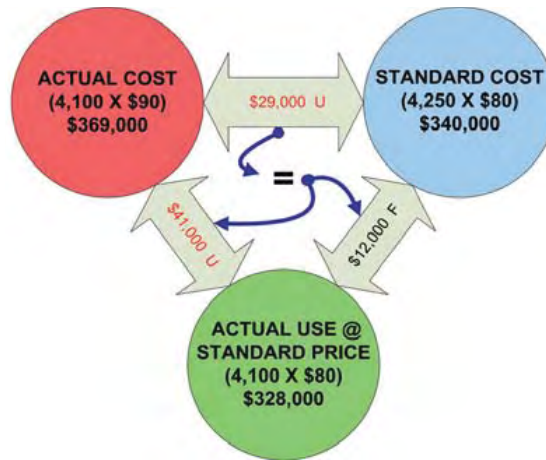 ACTUAL COST
(4,100 X $90)
$369,000
$29,000 U
STANDARD COST
(4,250 X $80)
$340,000
=
$41,000 U
$12,000 F
ACTUAL USE @
STANDARD PRICE
(4,100 X $80)
$328,000